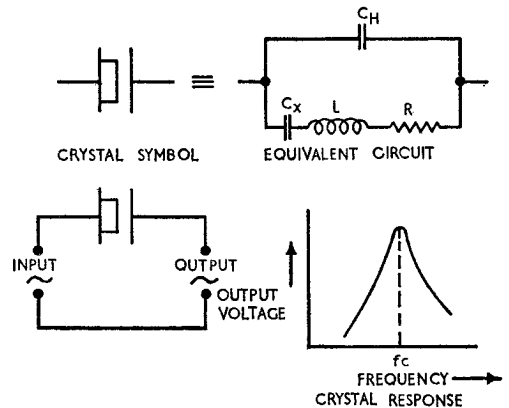 C_H
C_X L R
CRYSTAL SYMBOL
EQUIVALENT CIRCUIT
INPUT
OUTPUT
OUTPUT
VOLTAGE
fc
FREQUENCY
CRYSTAL RESPONSE